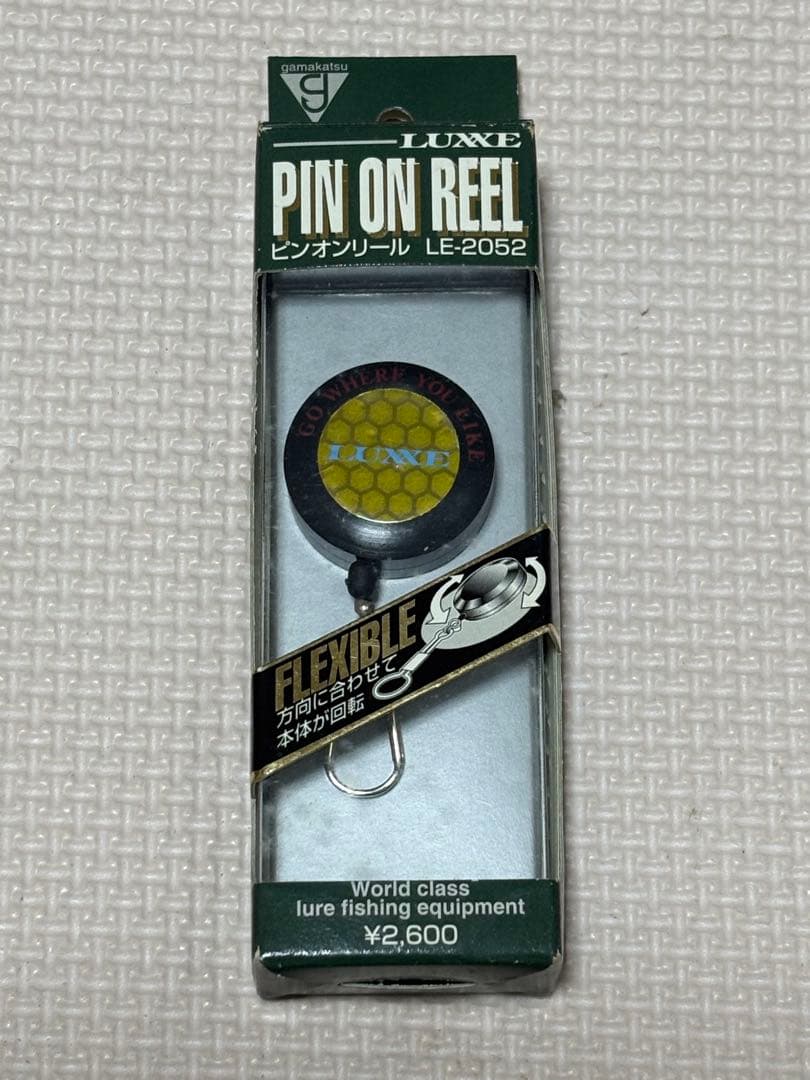 gamakatsu
LUXXE
PIN ON REEL
ピンオンリール LE-2052
GO WHERE YOU LIKE
LUXXE
FLEXIBLE
方向に合わせて
本体が回転
World class
lure fishing equipment
¥2,600